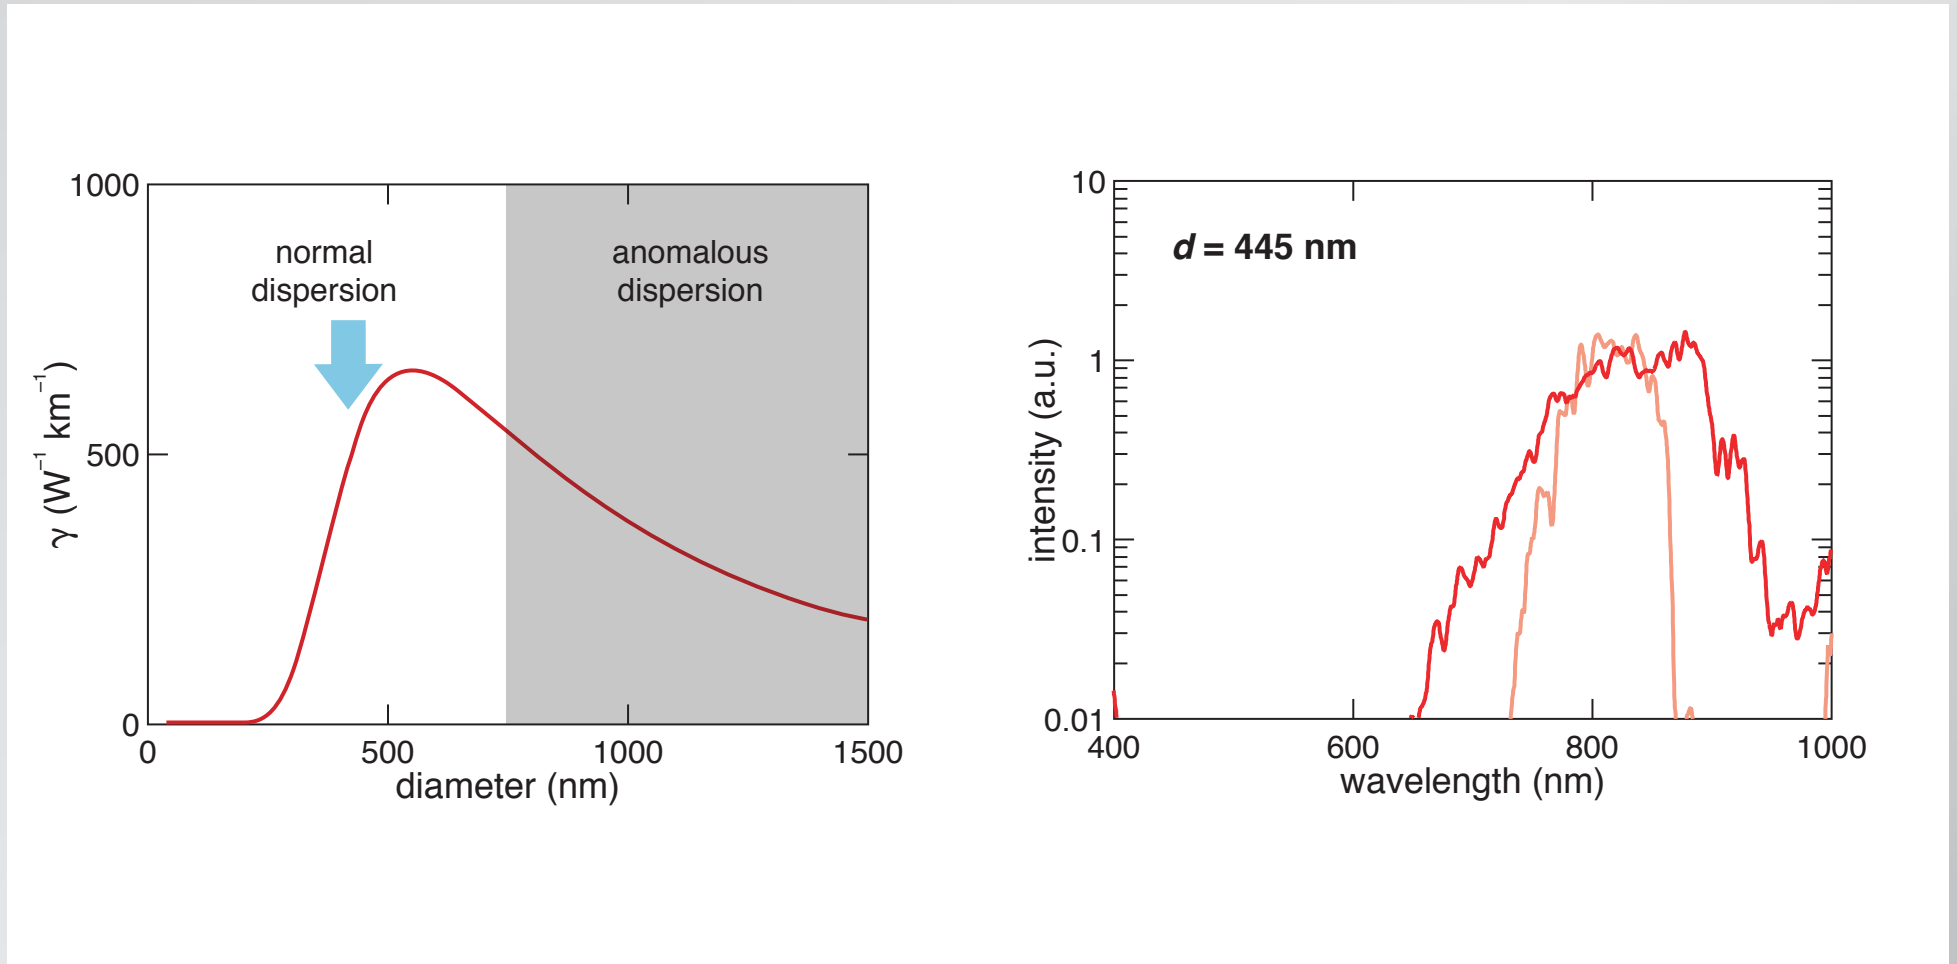 1000
500
0
γ (W⁻¹ km⁻¹)
normal
dispersion
anomalous
dispersion
0
500
1000
1500
diameter (nm)
10
1
0.1
0.01
intensity (a.u.)
d = 445 nm
400
600
800
1000
wavelength (nm)